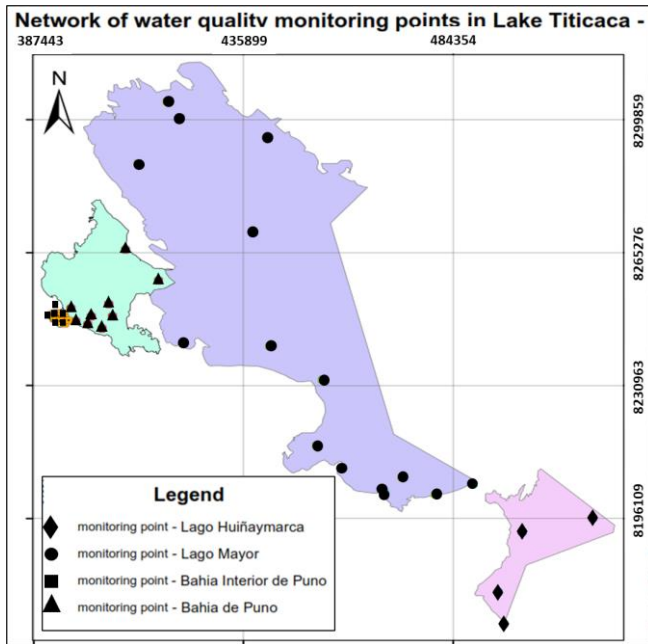 Network of water quality monitoring points in Lake Titicaca -
387443 435899 484354
N
8299859
8265276
8230963
8196109
Legend
monitoring point - Lago Huiñaymarca
monitoring point - Lago Mayor
monitoring point - Bahia Interior de Puno
monitoring point - Bahia de Puno